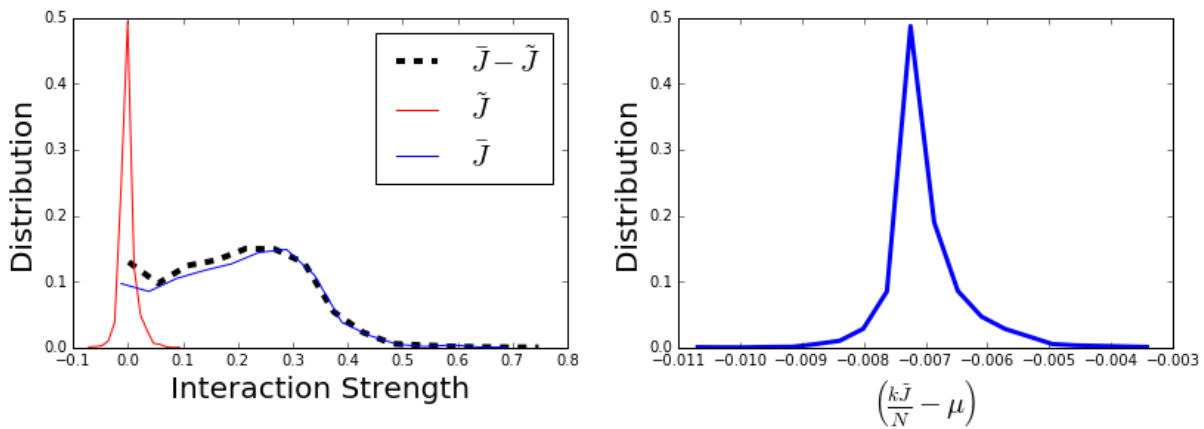 0.5
0.4
0.3
0.2
0.1
0.0
Distribution
−0.1 0.0 0.1 0.2 0.3 0.4 0.5 0.6 0.7 0.8
Interaction Strength
J̄ − J̃
J̃
J̄
0.5
0.4
0.3
0.2
0.1
0.0
Distribution
−0.011 −0.010 −0.009 −0.008 −0.007 −0.006 −0.005 −0.004 −0.003
(kJ̄/N − μ)